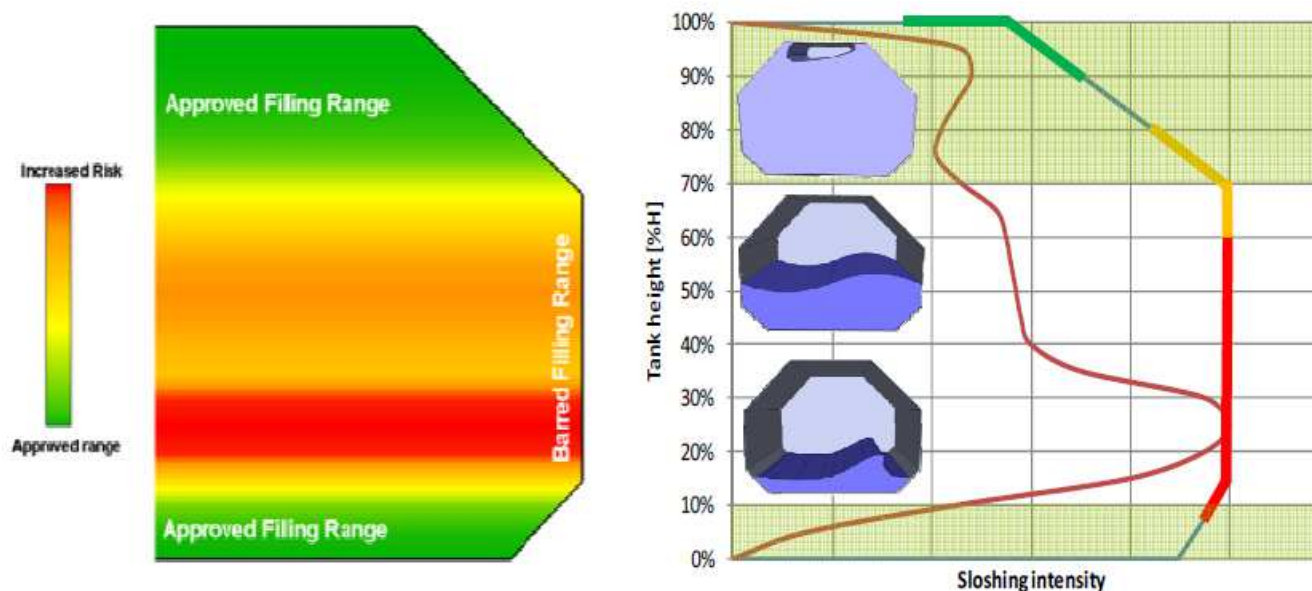 Approved Filling Range
Increased Risk
Approved range
Barred Filling Range
Approved Filling Range
100%
90%
80%
70%
60%
50%
40%
30%
20%
10%
0%
Tank height [%H]
Sloshing intensity